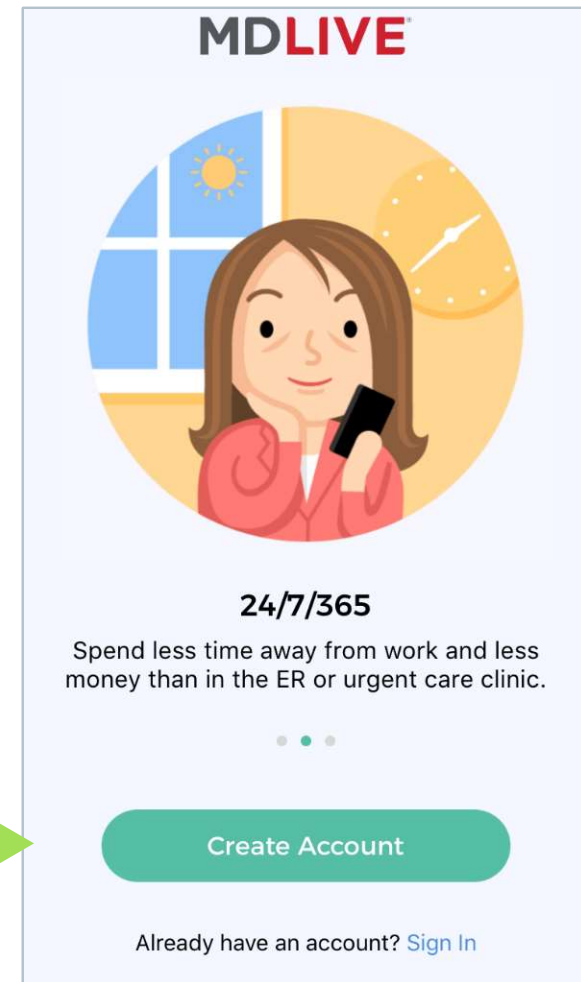 MDLIVE
24/7/365
Spend less time away from work and less
money than in the ER or urgent care clinic.
Create Account
Already have an account? Sign In